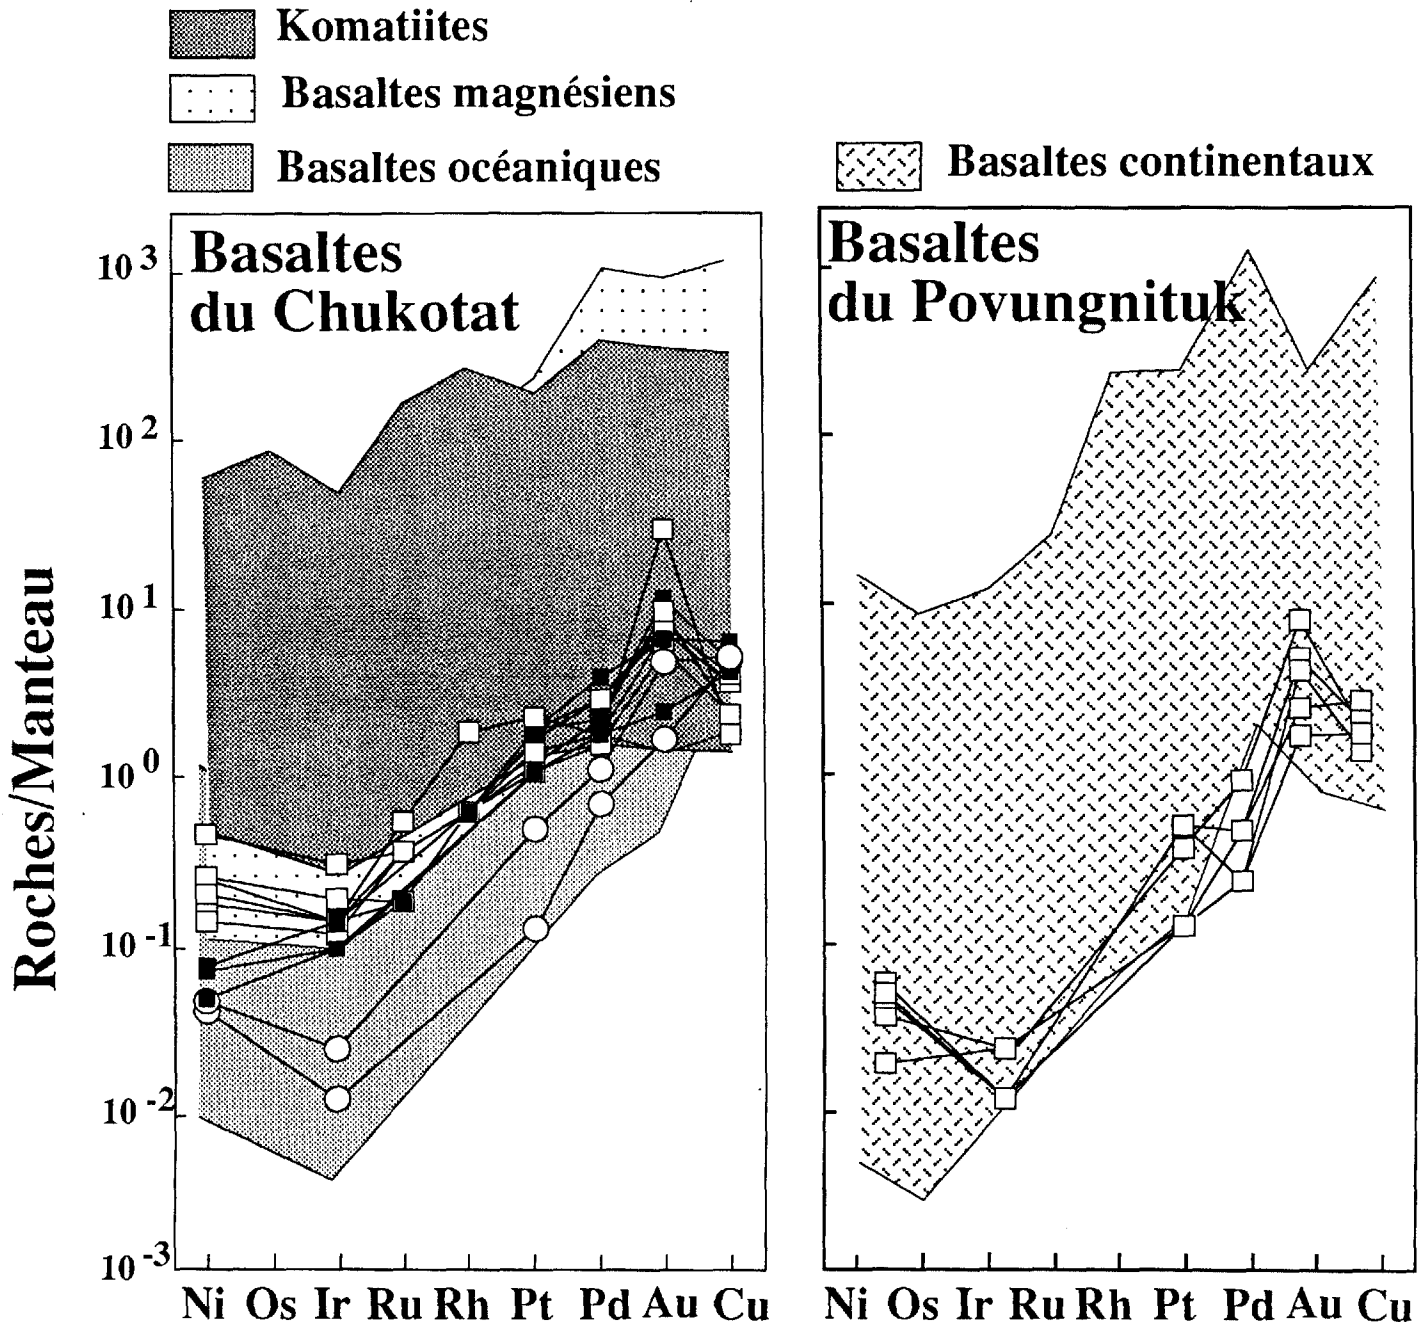 Komatiites
Basaltes magnésiens
Basaltes océaniques
Basaltes continentaux
Basaltes
du Chukotat
Basaltes
du Povungnituk
Roches/Manteau
10 3
10 2
10 1
10 0
10 -1
10 -2
10 -3
Ni Os Ir Ru Rh Pt Pd Au Cu
Ni Os Ir Ru Rh Pt Pd Au Cu